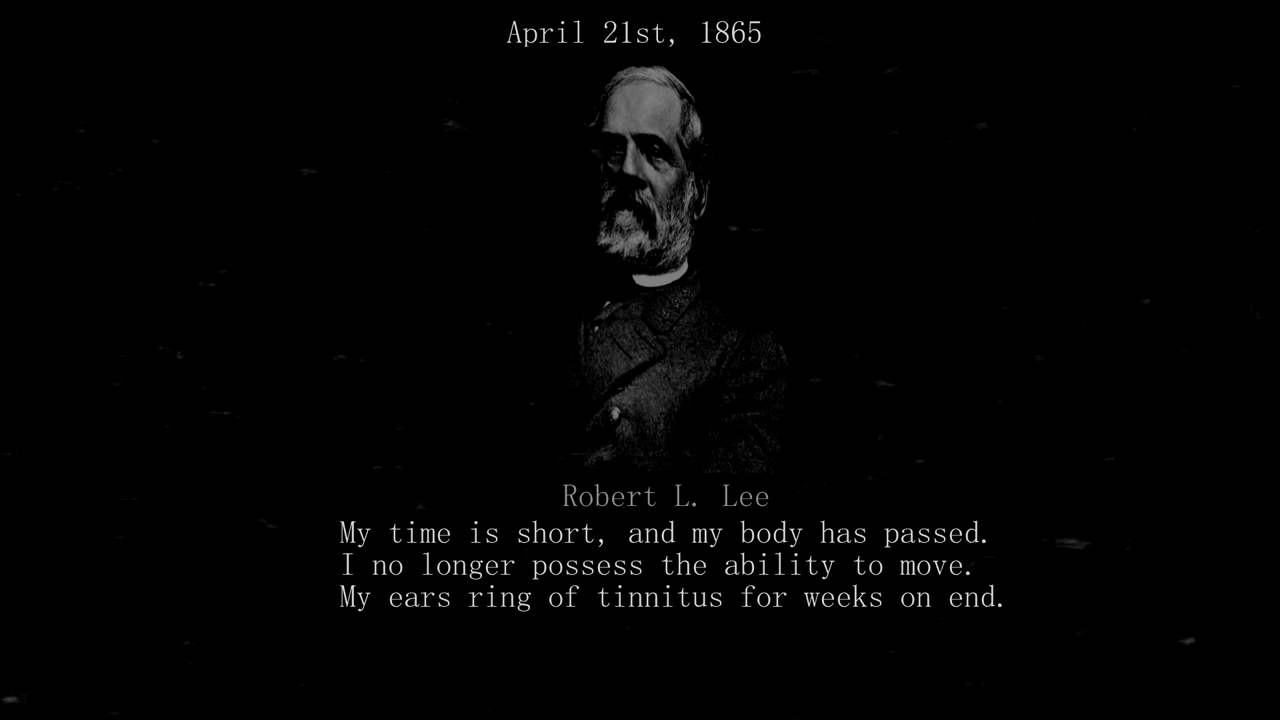 April 21st, 1865
Robert L. Lee
My time is short, and my body has passed.
I no longer possess the ability to move.
My ears ring of tinnitus for weeks on end.